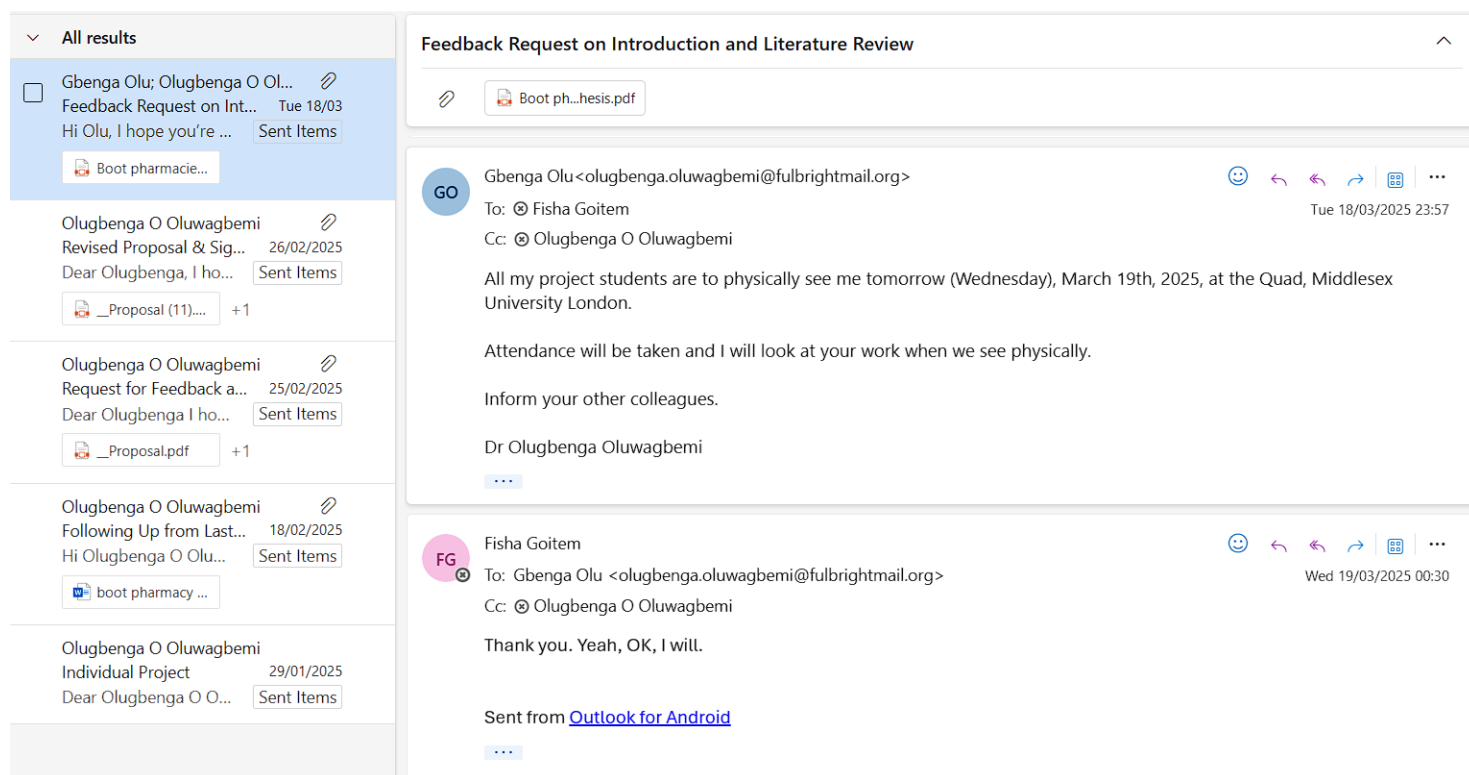 All results
Gbenga Olu; Olugbenga O Ol...
Feedback Request on Int... Tue 18/03
Hi Olu, I hope you're ... Sent Items
Boot pharmacie...
Olugbenga O Oluwagbemi
Revised Proposal & Sig... 26/02/2025
Dear Olugbenga, I ho... Sent Items
__Proposal (11).... +1
Olugbenga O Oluwagbemi
Request for Feedback a... 25/02/2025
Dear Olugbenga I ho... Sent Items
__Proposal.pdf +1
Olugbenga O Oluwagbemi
Following Up from Last... 18/02/2025
Hi Olugbenga O Olu... Sent Items
boot pharmacy ...
Olugbenga O Oluwagbemi
Individual Project 29/01/2025
Dear Olugbenga O O... Sent Items
Feedback Request on Introduction and Literature Review
Boot ph...hesis.pdf
GO
Gbenga Olu<olugbenga.oluwagbemi@fulbrightmail.org>
To: Fisha Goitem
Tue 18/03/2025 23:57
Cc: Olugbenga O Oluwagbemi
All my project students are to physically see me tomorrow (Wednesday), March 19th, 2025, at the Quad, Middlesex
University London.
Attendance will be taken and I will look at your work when we see physically.
Inform your other colleagues.
Dr Olugbenga Oluwagbemi
...
FG
Fisha Goitem
To: Gbenga Olu <olugbenga.oluwagbemi@fulbrightmail.org>
Wed 19/03/2025 00:30
Cc: Olugbenga O Oluwagbemi
Thank you. Yeah, OK, I will.
Sent from Outlook for Android
...